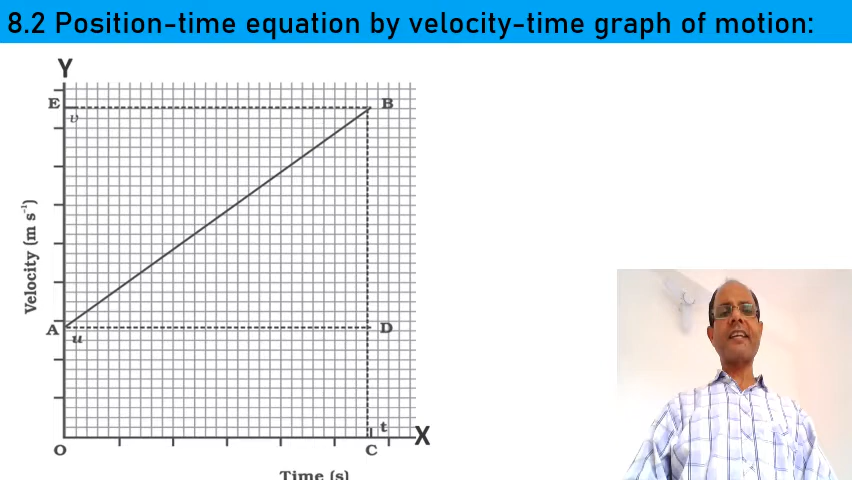 8.2 Position-time equation by velocity-time graph of motion:
Y
E
B
v
Velocity (m s⁻¹)
A
D
u
t
X
O
C
Time (s)